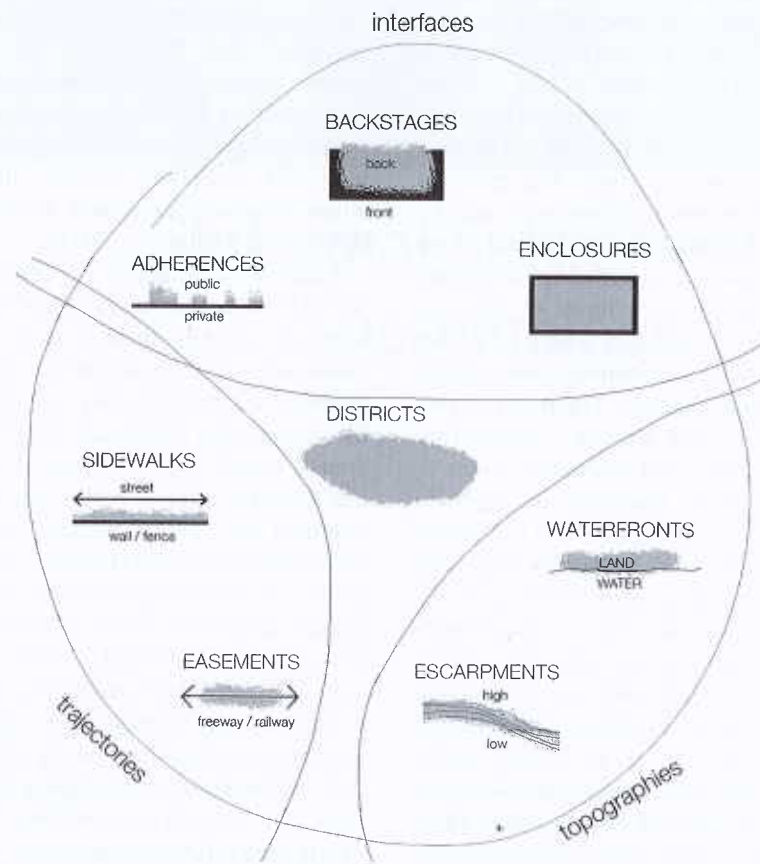 interfaces
BACKSTAGES
back
front
ADHERENCES
public
private
ENCLOSURES
DISTRICTS
SIDEWALKS
street
wall / fence
WATERFRONTS
LAND
WATER
EASEMENTS
freeway / railway
ESCARPMENTS
high
low
trajectories
topographies